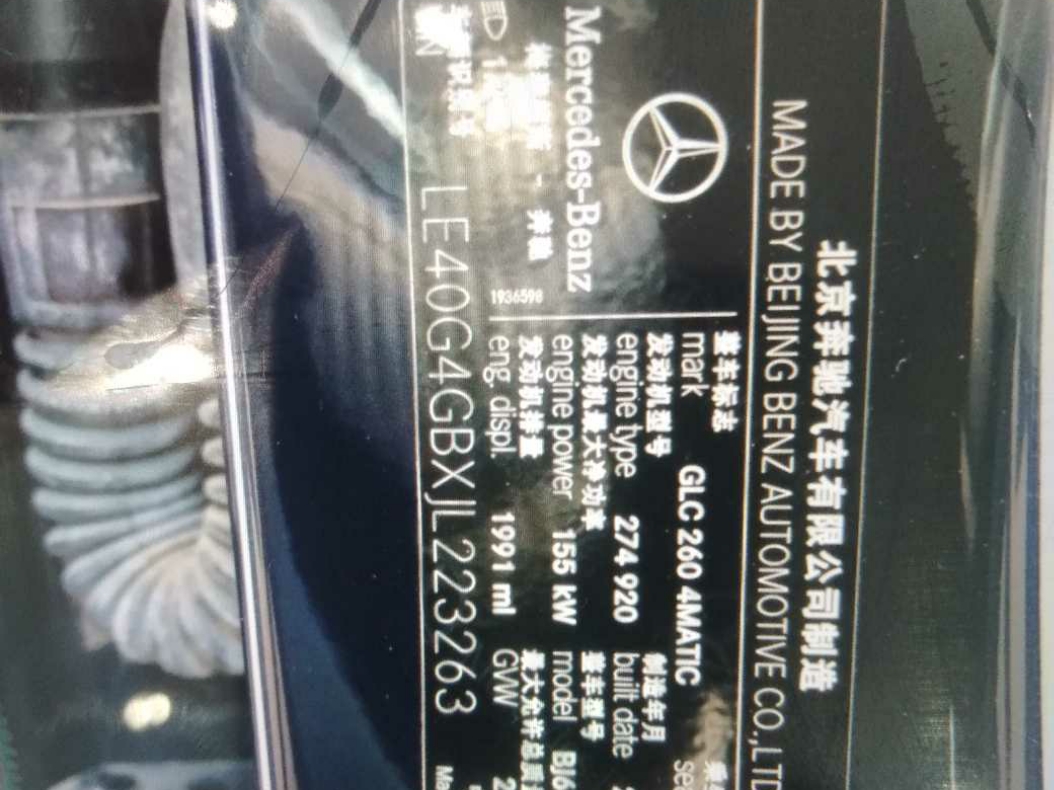 北京奔驰汽车有限公司制造
MADE BY BEIJING BENZ AUTOMOTIVE CO.,LTD
Mercedes-Benz
- 奔驰
1936598
整车标志
mark GLC 260 4MATIC
发动机型号 制造年月
engine type 274 920 built date
发动机最大净功率 整车型号
engine power 155 kW model BJ6
发动机排量 最大允许总质量
eng. displ. 1991 ml GVW 2
LE40G4GBXJL223263